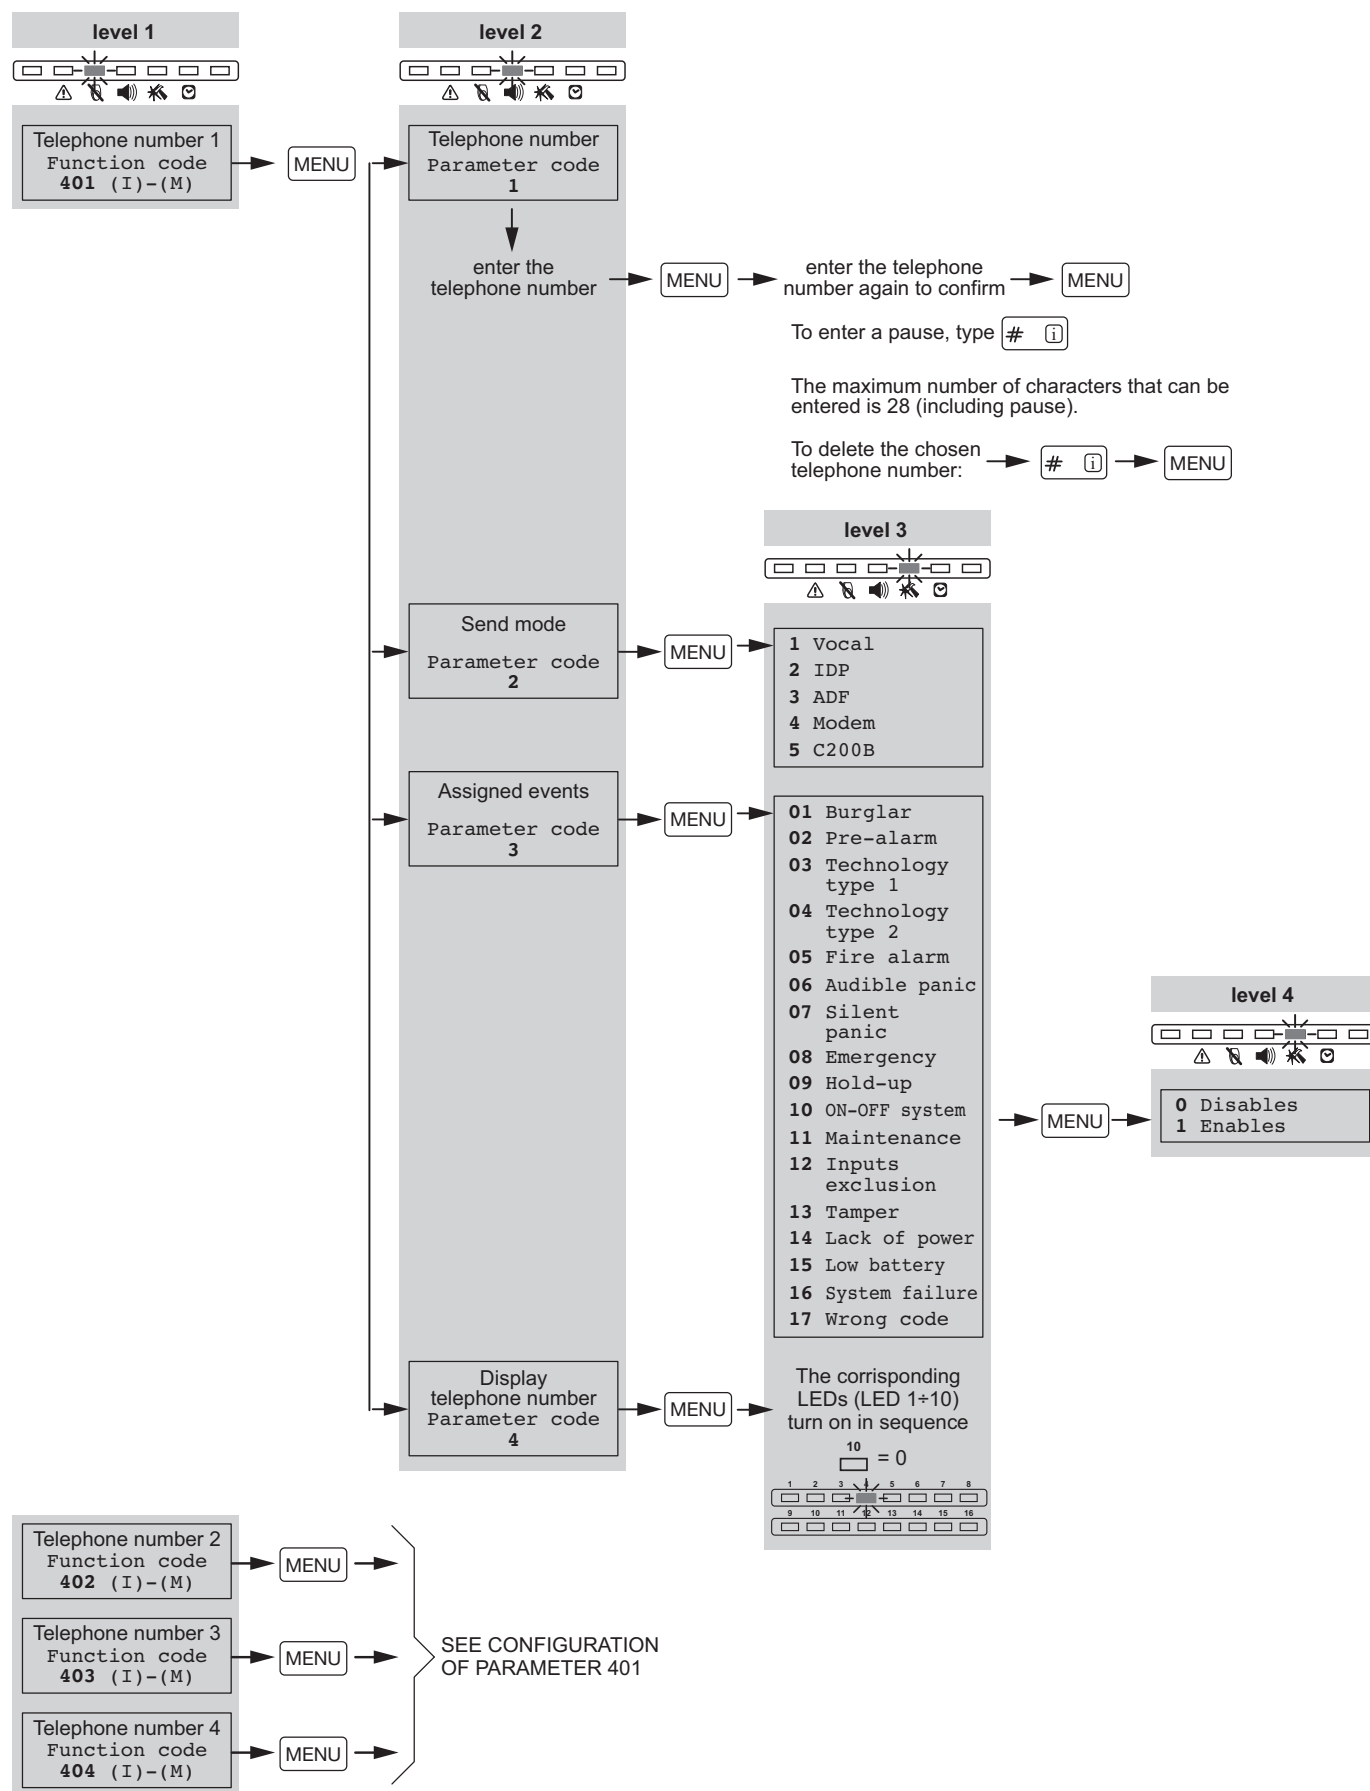 level 1
level 2
Telephone number 1
Function code
401 (I)-(M)
MENU
Telephone number
Parameter code
1
enter the
telephone number
MENU
enter the telephone
number again to confirm
MENU
To enter a pause, type # i
The maximum number of characters that can be
entered is 28 (including pause).
To delete the chosen
telephone number:
# i
MENU
level 3
Send mode
Parameter code
2
MENU
1 Vocal
2 IDP
3 ADF
4 Modem
5 C200B
Assigned events
Parameter code
3
MENU
01 Burglar
02 Pre-alarm
03 Technology
type 1
04 Technology
type 2
05 Fire alarm
06 Audible panic
07 Silent
panic
08 Emergency
09 Hold-up
10 ON-OFF system
11 Maintenance
12 Inputs
exclusion
13 Tamper
14 Lack of power
15 Low battery
16 System failure
17 Wrong code
MENU
level 4
0 Disables
1 Enables
Display
telephone number
Parameter code
4
MENU
The corrisponding
LEDs (LED 1÷10)
turn on in sequence
10
= 0
1 2 3 4 5 6 7 8
9 10 11 12 13 14 15 16
Telephone number 2
Function code
402 (I)-(M)
MENU
Telephone number 3
Function code
403 (I)-(M)
MENU
Telephone number 4
Function code
404 (I)-(M)
MENU
SEE CONFIGURATION
OF PARAMETER 401